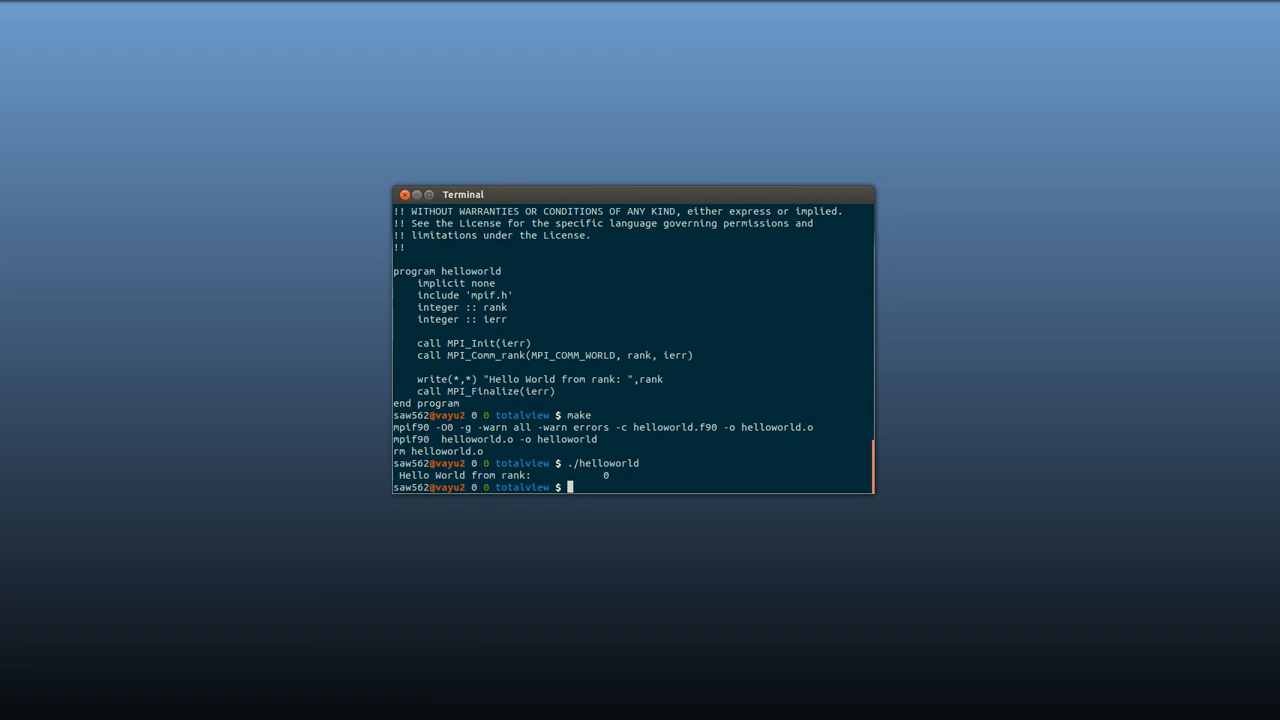 Terminal
!! WITHOUT WARRANTIES OR CONDITIONS OF ANY KIND, either express or implied.
!! See the License for the specific language governing permissions and
!! limitations under the License.
!!
program helloworld
implicit none
include 'mpif.h'
integer :: rank
integer :: ierr
call MPI_Init(ierr)
call MPI_Comm_rank(MPI_COMM_WORLD, rank, ierr)
write(*,*) "Hello World from rank: ",rank
call MPI_Finalize(ierr)
end program
saw562@vayu2 0 0 totalview $ make
mpif90 -O0 -g -warn all -warn errors -c helloworld.f90 -o helloworld.o
mpif90  helloworld.o -o helloworld
rm helloworld.o
saw562@vayu2 0 0 totalview $ ./helloworld
Hello World from rank:            0
saw562@vayu2 0 0 totalview $